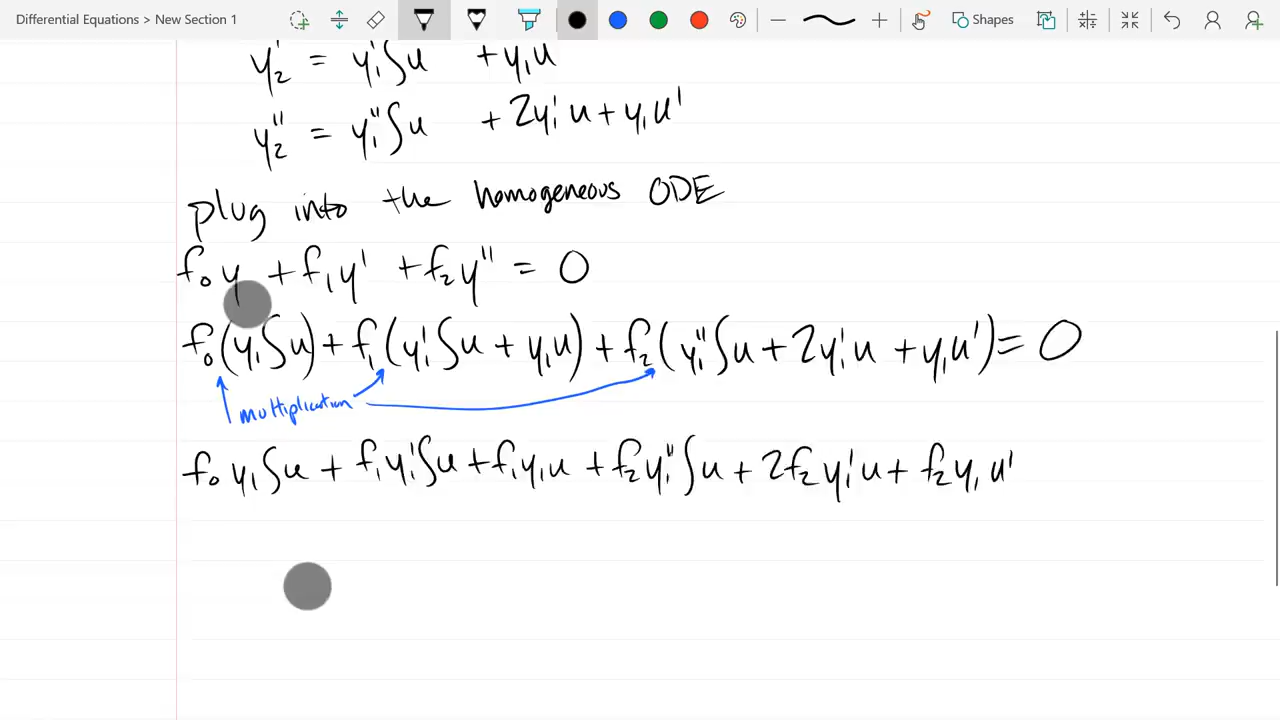 Differential Equations > New Section 1
Shapes
y₂' = y₁'∫u + y₁u
y₂'' = y₁''∫u + 2y₁'u + y₁u'
plug into the homogeneous ODE
f₀y + f₁y' + f₂y'' = 0
f₀(y₁∫u) + f₁(y₁'∫u + y₁u) + f₂(y₁''∫u + 2y₁'u + y₁u') = 0
multiplication
f₀y₁∫u + f₁y₁'∫u + f₁y₁u + f₂y₁''∫u + 2f₂y₁'u + f₂y₁u'